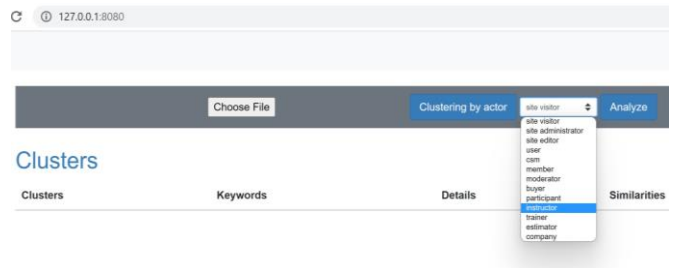 127.0.0.1:8080
Choose File Clustering by actor site visitor Analyze
site visitor
site administrator
site editor
user
csm
member
moderator
buyer
participant
instructor
trainer
estimator
company
Clusters
Clusters Keywords Details Similarities